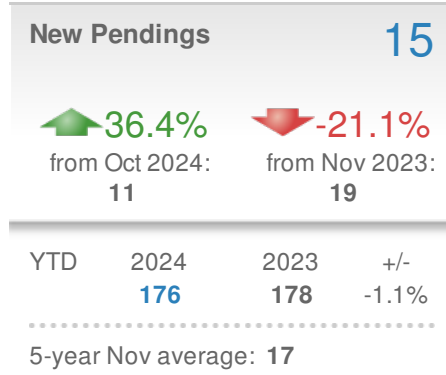 New Pendings 15
36.4% -21.1%
from Oct 2024: from Nov 2023:
11 19
YTD 2024 2023 +/-
176 178 -1.1%
5-year Nov average: 17